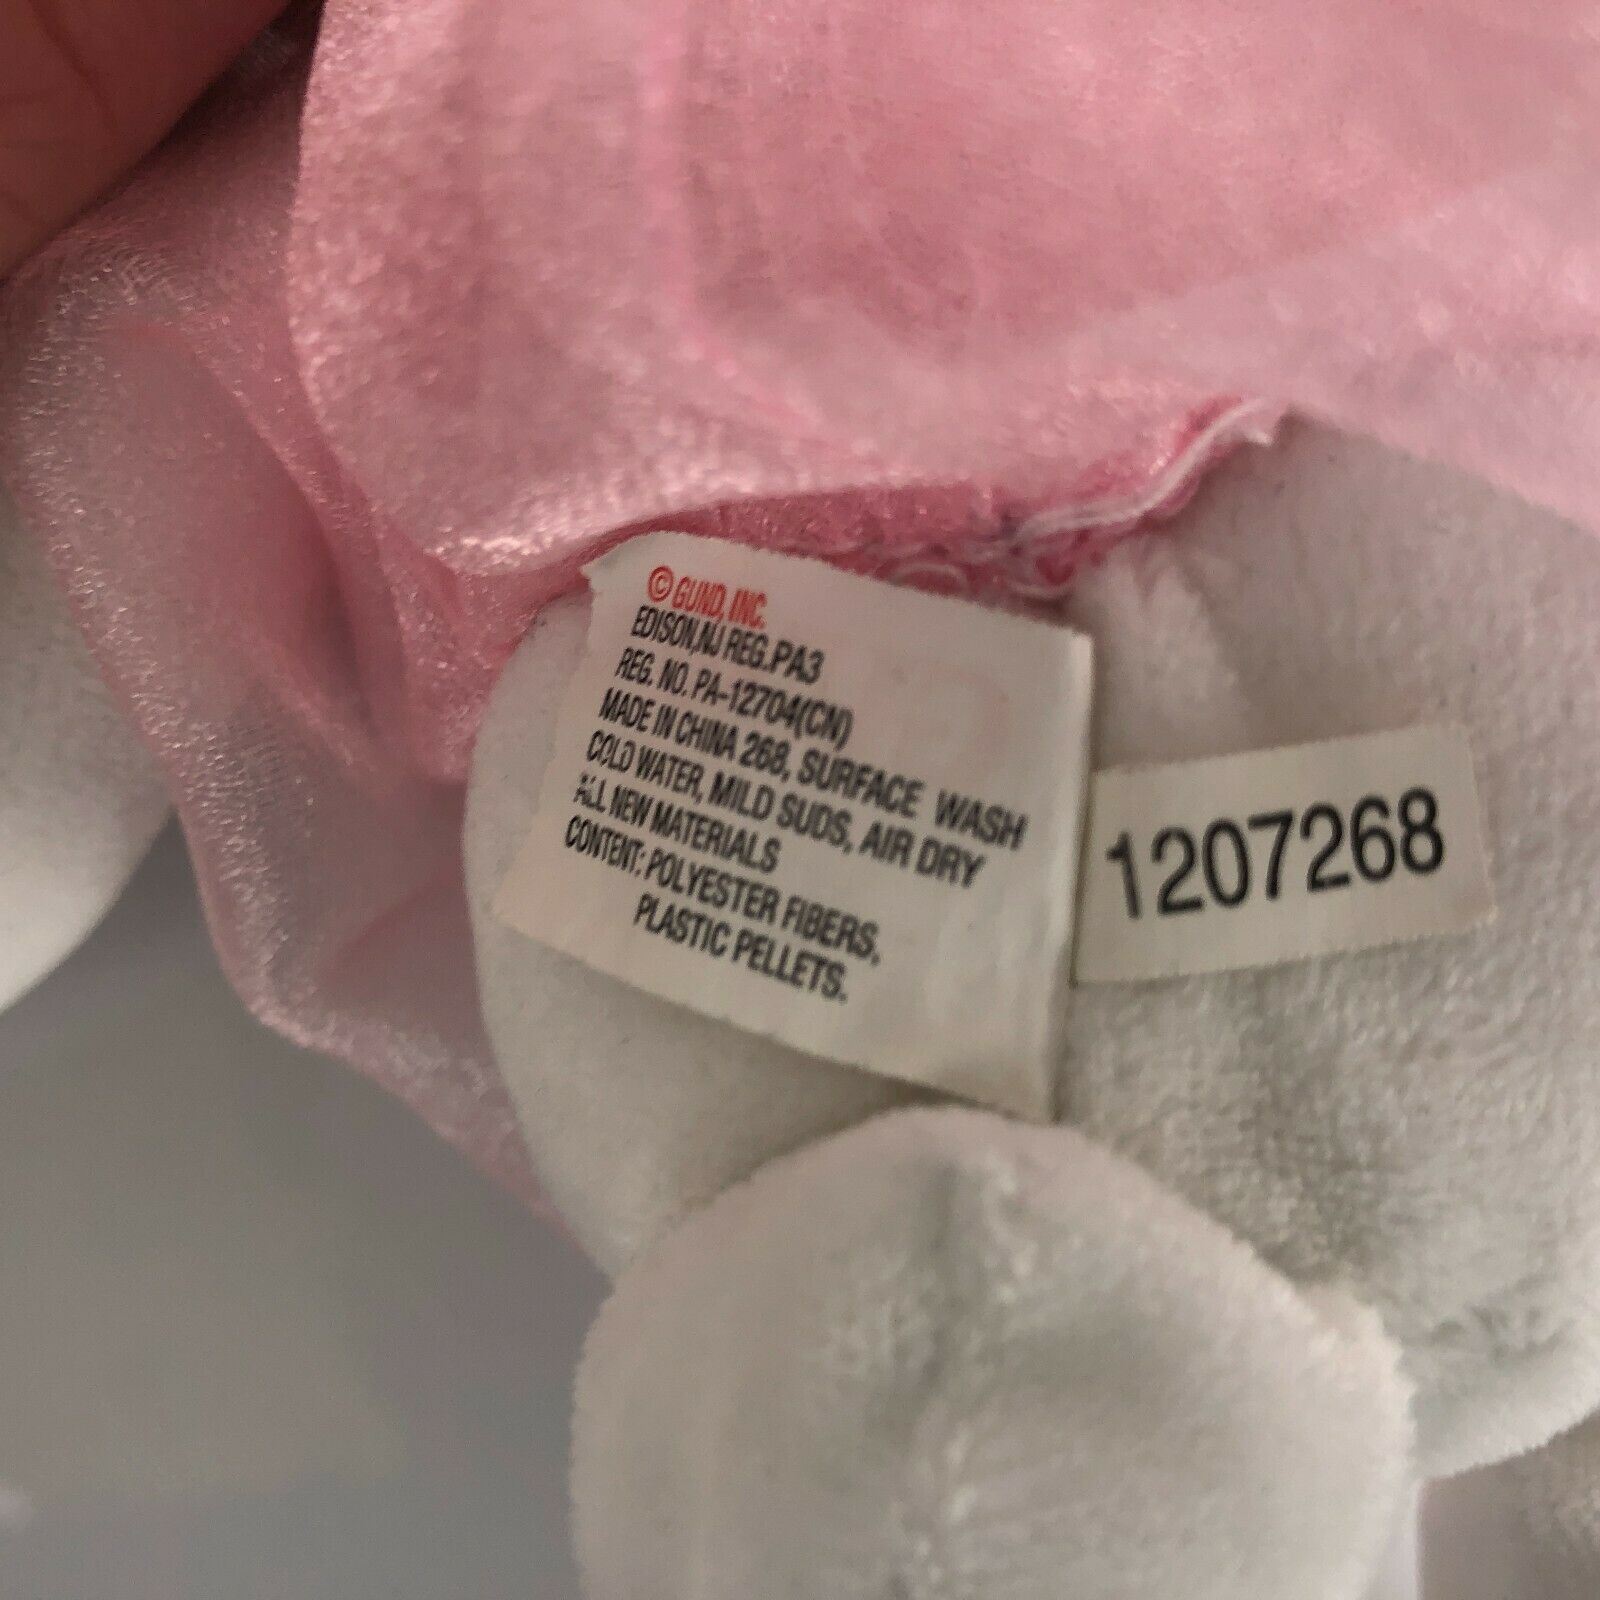 © GUND, INC.
EDISON,NJ REG.PA3
REG. NO. PA-12704(CN)
MADE IN CHINA 268, SURFACE WASH
COLD WATER, MILD SUDS, AIR DRY
ALL NEW MATERIALS
CONTENT: POLYESTER FIBERS,
PLASTIC PELLETS.
1207268